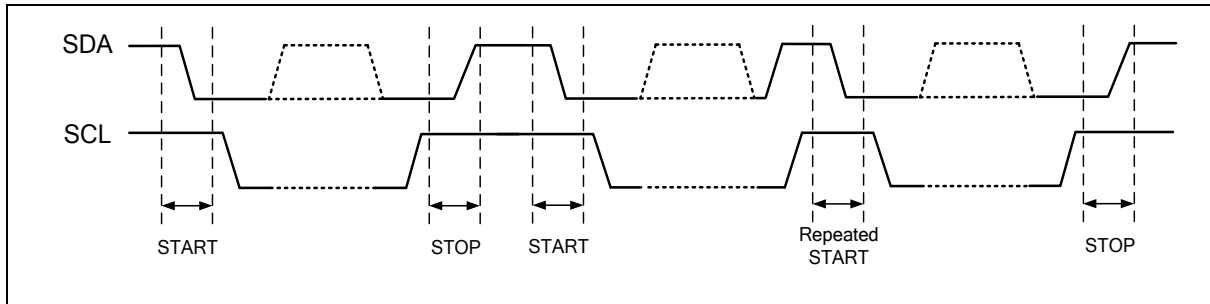 SDA
SCL
START
STOP
START
Repeated
START
STOP